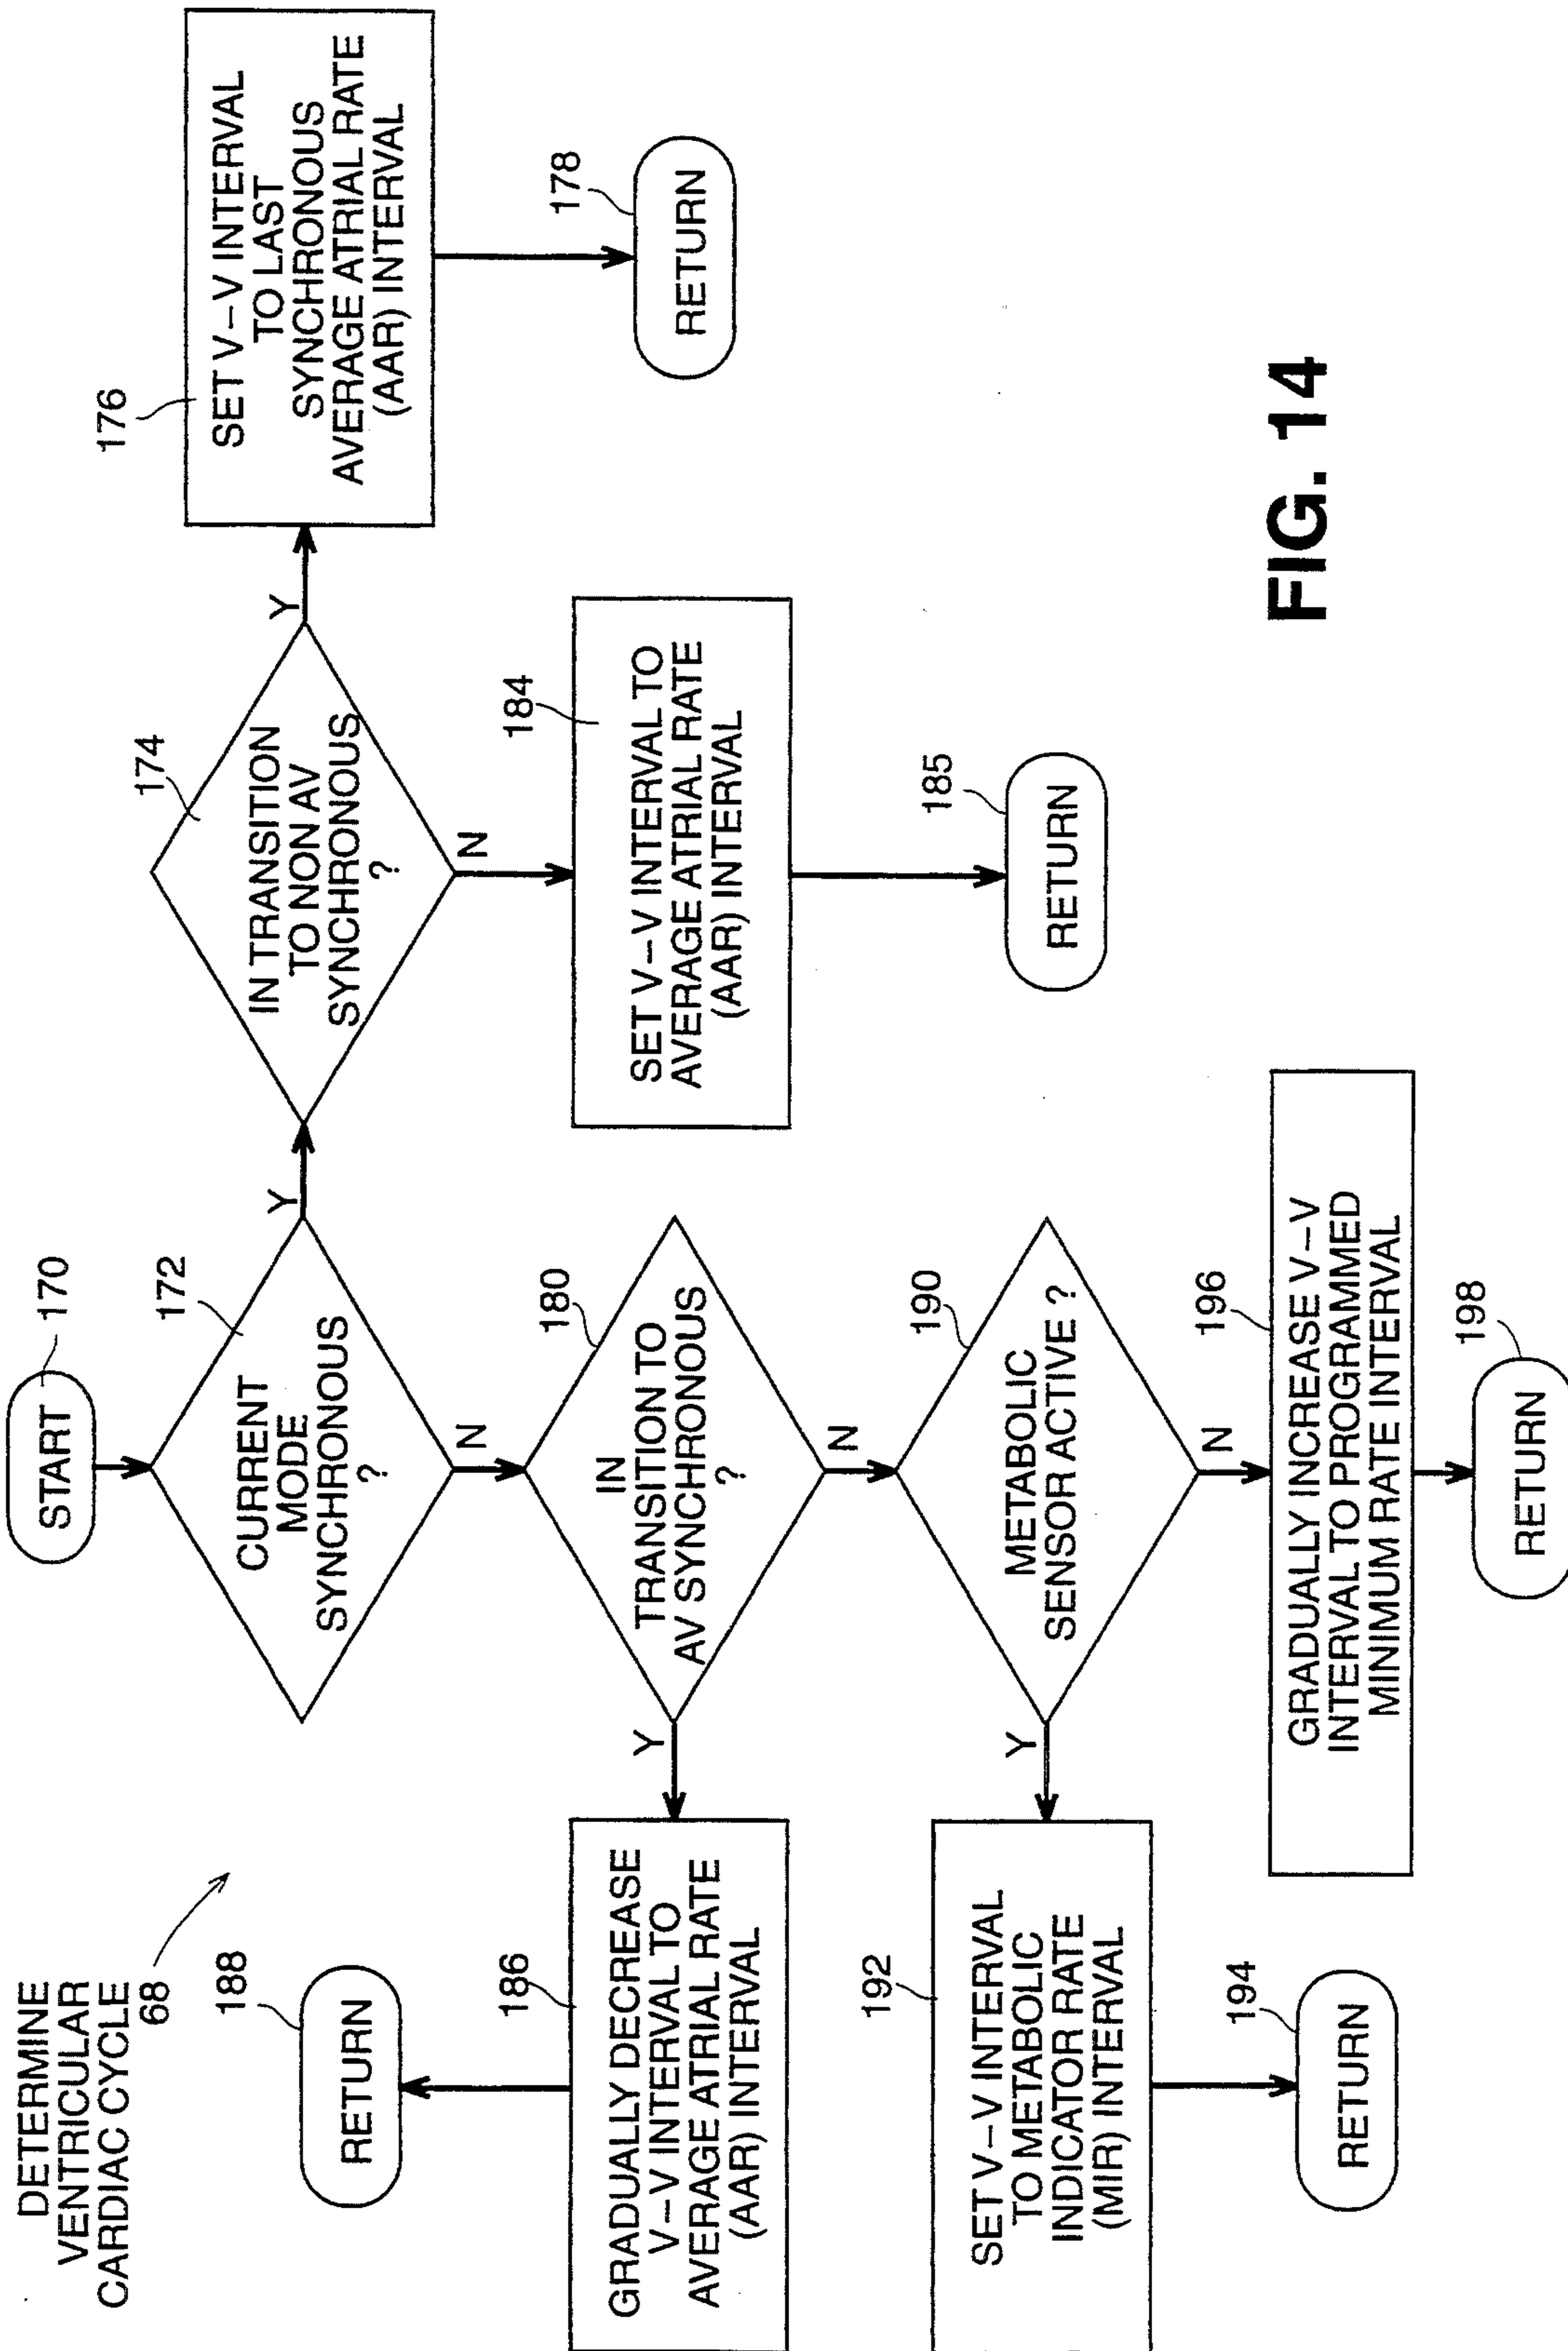 DETERMINE
VENTRICULAR
CARDIAC CYCLE
68
START
170
CURRENT
MODE
SYNCHRONOUS
?
172
Y
N
IN TRANSITION
TO NON AV
SYNCHRONOUS
?
174
Y
N
SET V–V INTERVAL
TO LAST
SYNCHRONOUS
AVERAGE ATRIAL RATE
(AAR) INTERVAL
176
RETURN
178
SET V–V INTERVAL TO
AVERAGE ATRIAL RATE
(AAR) INTERVAL
184
RETURN
185
IN
TRANSITION TO
AV SYNCHRONOUS
?
180
Y
N
GRADUALLY DECREASE
V–V INTERVAL TO
AVERAGE ATRIAL RATE
(AAR) INTERVAL
186
RETURN
188
METABOLIC
SENSOR ACTIVE ?
190
Y
N
SET V–V INTERVAL
TO METABOLIC
INDICATOR RATE
(MIR) INTERVAL
192
RETURN
194
GRADUALLY INCREASE V–V
INTERVAL TO PROGRAMMED
MINIMUM RATE INTERVAL
196
RETURN
198
FIG. 14